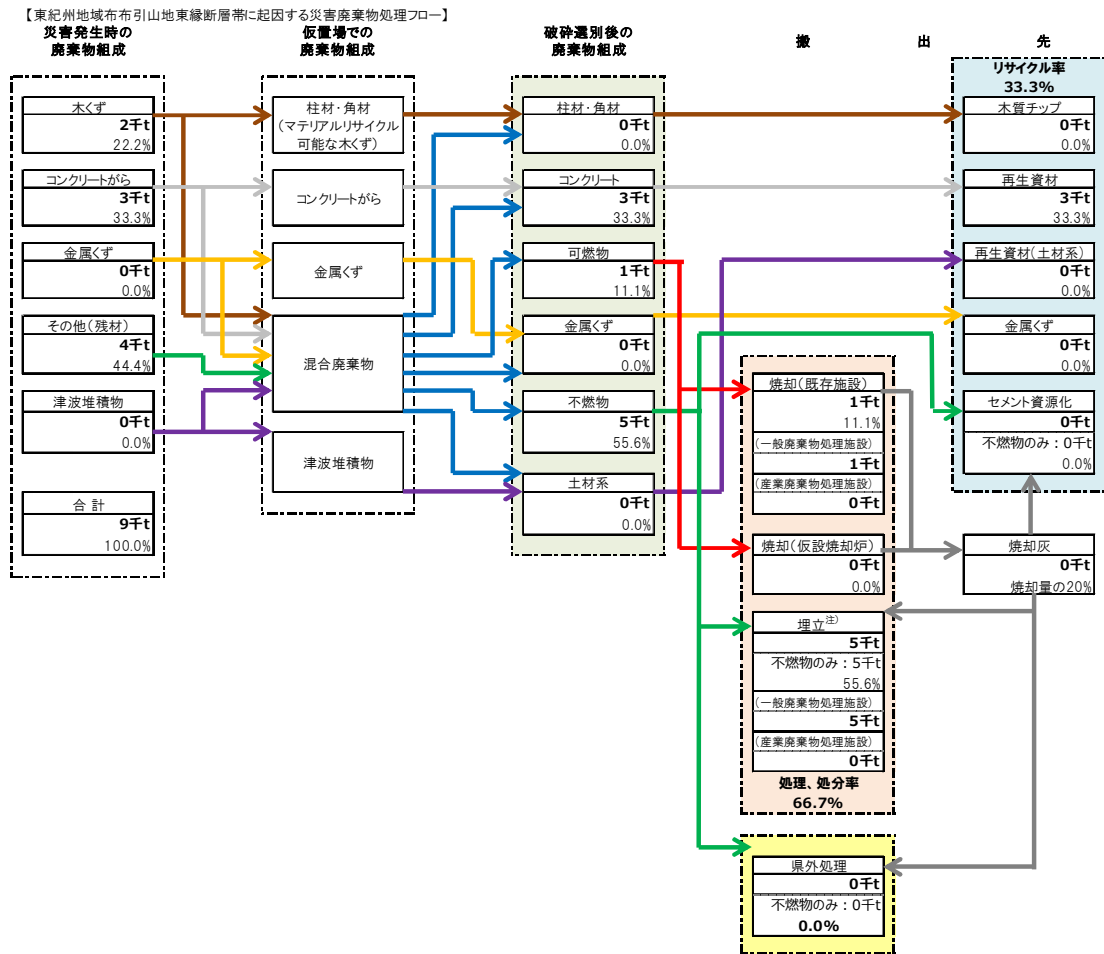 【東紀州地域布布引山地東縁断層帯に起因する災害廃棄物処理フロー】
災害発生時の
廃棄物組成
木くず
2千t
22.2%
コンクリートがら
3千t
33.3%
金属くず
0千t
0.0%
その他(残材)
4千t
44.4%
津波堆積物
0千t
0.0%
合 計
9千t
100.0%
仮置場での
廃棄物組成
柱材・角材
(マテリアルリサイクル
可能な木くず)
コンクリートがら
金属くず
混合廃棄物
津波堆積物
破砕選別後の
廃棄物組成
柱材・角材
0千t
0.0%
コンクリート
3千t
33.3%
可燃物
1千t
11.1%
金属くず
0千t
0.0%
不燃物
5千t
55.6%
土材系
0千t
0.0%
搬 出 先
焼却(既存施設)
1千t
11.1%
(一般廃棄物処理施設)
1千t
(産業廃棄物処理施設)
0千t
焼却(仮設焼却炉)
0千t
0.0%
埋立注)
5千t
不燃物のみ:5千t
55.6%
(一般廃棄物処理施設)
5千t
(産業廃棄物処理施設)
0千t
処理、処分率
66.7%
県外処理
0千t
不燃物のみ:0千t
0.0%
リサイクル率
33.3%
木質チップ
0千t
0.0%
再生資材
3千t
33.3%
再生資材(土材系)
0千t
0.0%
金属くず
0千t
0.0%
セメント資源化
0千t
不燃物のみ:0千t
0.0%
焼却灰
0千t
焼却量の20%